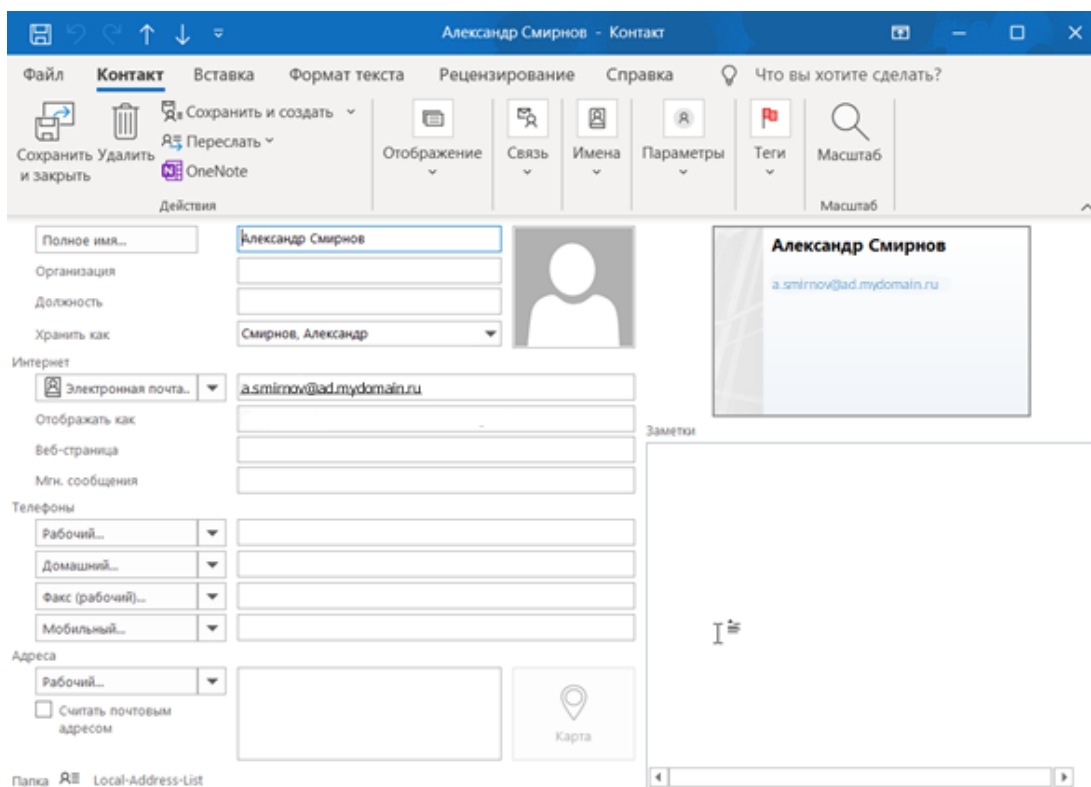 Александр Смирнов - Контакт
Файл Контакт Вставка Формат текста Рецензирование Справка Что вы хотите сделать?
Сохранить и закрыть
Удалить
Сохранить и создать
Переслать
OneNote
Действия
Отображение
Связь
Имена
Параметры
Теги
Масштаб
Масштаб
Полное имя... Александр Смирнов
Организация
Должность
Хранить как Смирнов, Александр
Интернет
Электронная почта.. a.smirnov@ad.mydomain.ru
Отображать как
Веб-страница
Мгн. сообщения
Телефоны
Рабочий...
Домашний...
Факс (рабочий)...
Мобильный...
Адреса
Рабочий...
Считать почтовым
адресом
Карта
Папка Local-Address-List
Александр Смирнов
a.smirnov@ad.mydomain.ru
Заметки